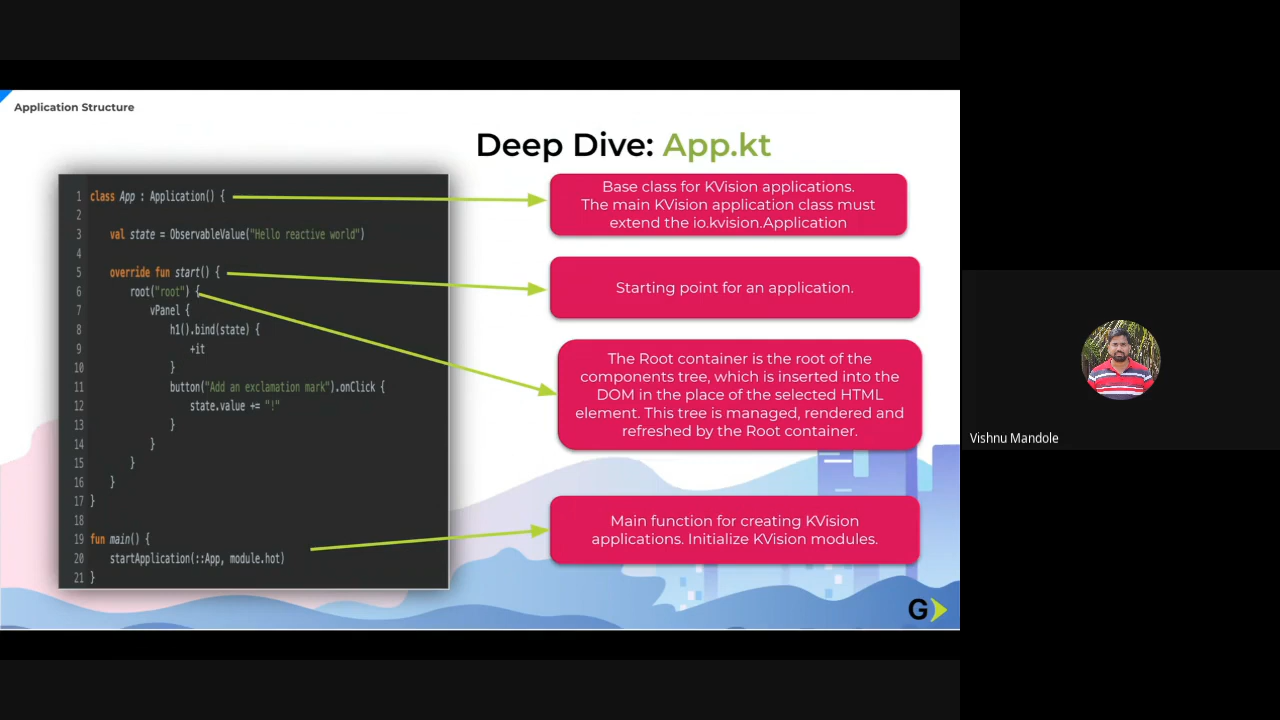 Application Structure
Deep Dive: App.kt
1 class App : Application() {
2
3 val state = ObservableValue("Hello reactive world")
4
5 override fun start() {
6 root("root") {
7 vPanel {
8 h1().bind(state) {
9 +it
10 }
11 button("Add an exclamation mark").onClick {
12 state.value += "!"
13 }
14 }
15 }
16 }
17 }
18
19 fun main() {
20 startApplication(::App, module.hot)
21 }
Base class for KVision applications.
The main KVision application class must
extend the io.kvision.Application
Starting point for an application.
The Root container is the root of the
components tree, which is inserted into the
DOM in the place of the selected HTML
element. This tree is managed, rendered and
refreshed by the Root container.
Main function for creating KVision
applications. Initialize KVision modules.
G
Vishnu Mandole